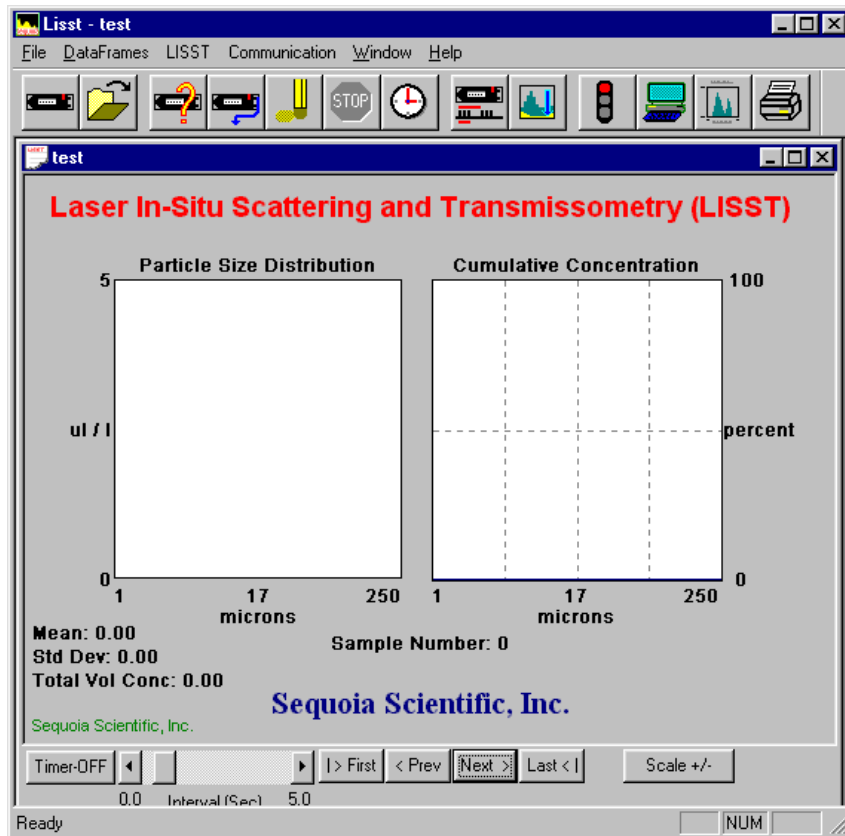 Lisst - test
File DataFrames LISST Communication Window Help
STOP
test
Laser In-Situ Scattering and Transmissometry (LISST)
Particle Size Distribution
Cumulative Concentration
5
100
ul / l
percent
0
0
1 17 250
1 17 250
microns
microns
Mean: 0.00
Sample Number: 0
Std Dev: 0.00
Total Vol Conc: 0.00
Sequoia Scientific, Inc.
Sequoia Scientific, Inc.
Timer-OFF
|> First
< Prev
Next >
Last < |
Scale +/-
0.0 Interval (Sec) 5.0
Ready
NUM